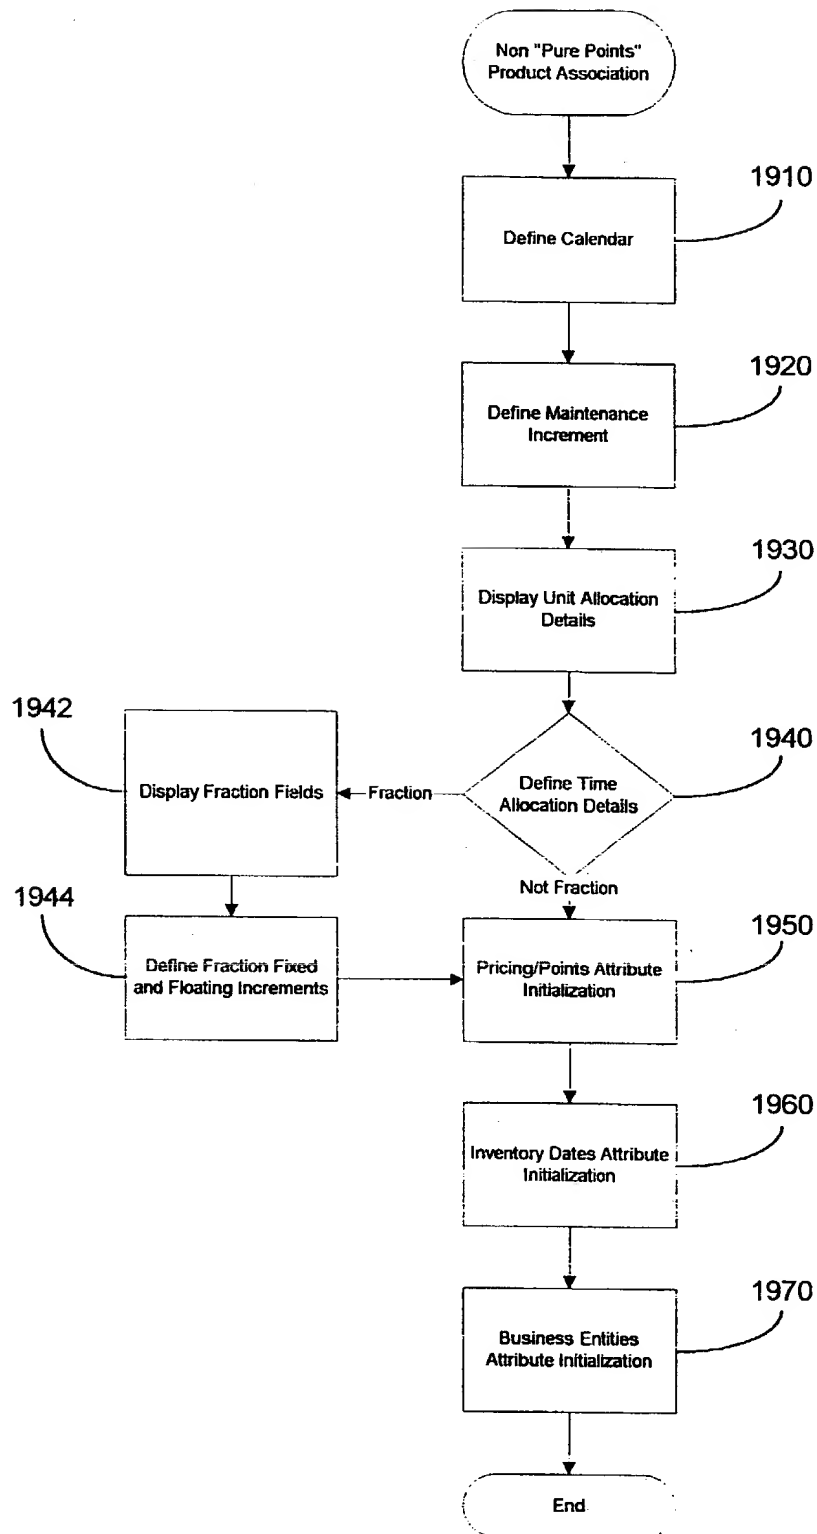 Non "Pure Points"
Product Association
1910
Define Calendar
1920
Define Maintenance
Increment
1930
Display Unit Allocation
Details
1942
1940
Display Fraction Fields
Fraction
Define Time
Allocation Details
Not Fraction
1944
1950
Define Fraction Fixed
and Floating Increments
Pricing/Points Attribute
Initialization
1960
Inventory Dates Attribute
Initialization
1970
Business Entities
Attribute Initialization
End